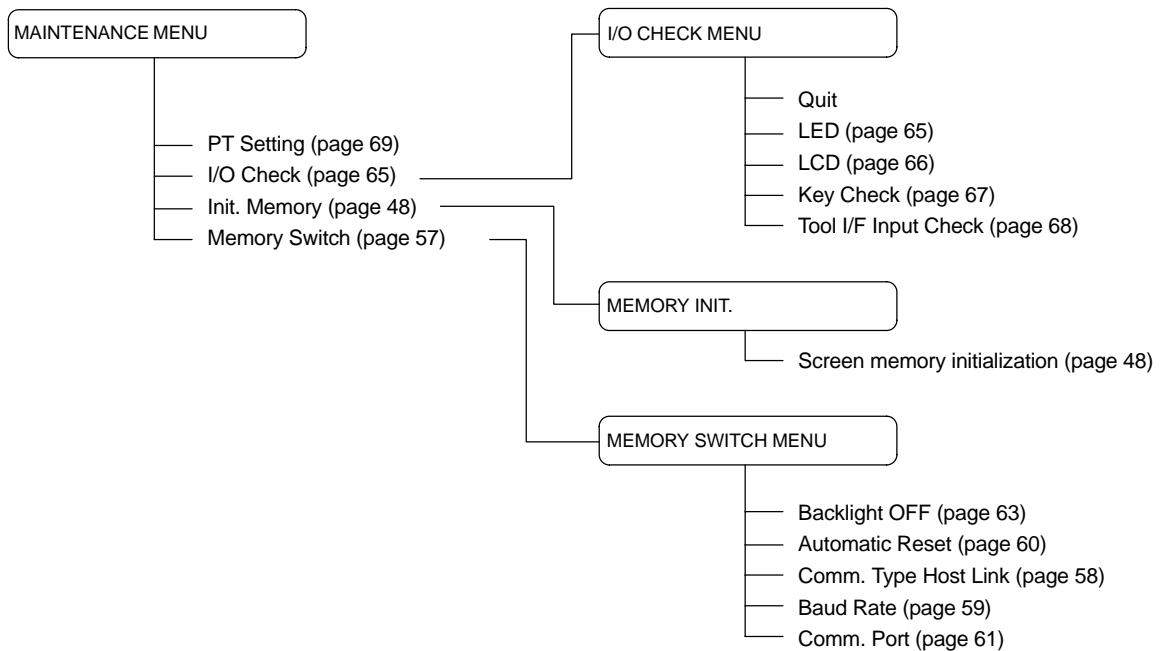 MAINTENANCE MENU
PT Setting (page 69)
I/O Check (page 65)
Init. Memory (page 48)
Memory Switch (page 57)
I/O CHECK MENU
Quit
LED (page 65)
LCD (page 66)
Key Check (page 67)
Tool I/F Input Check (page 68)
MEMORY INIT.
Screen memory initialization (page 48)
MEMORY SWITCH MENU
Backlight OFF (page 63)
Automatic Reset (page 60)
Comm. Type Host Link (page 58)
Baud Rate (page 59)
Comm. Port (page 61)